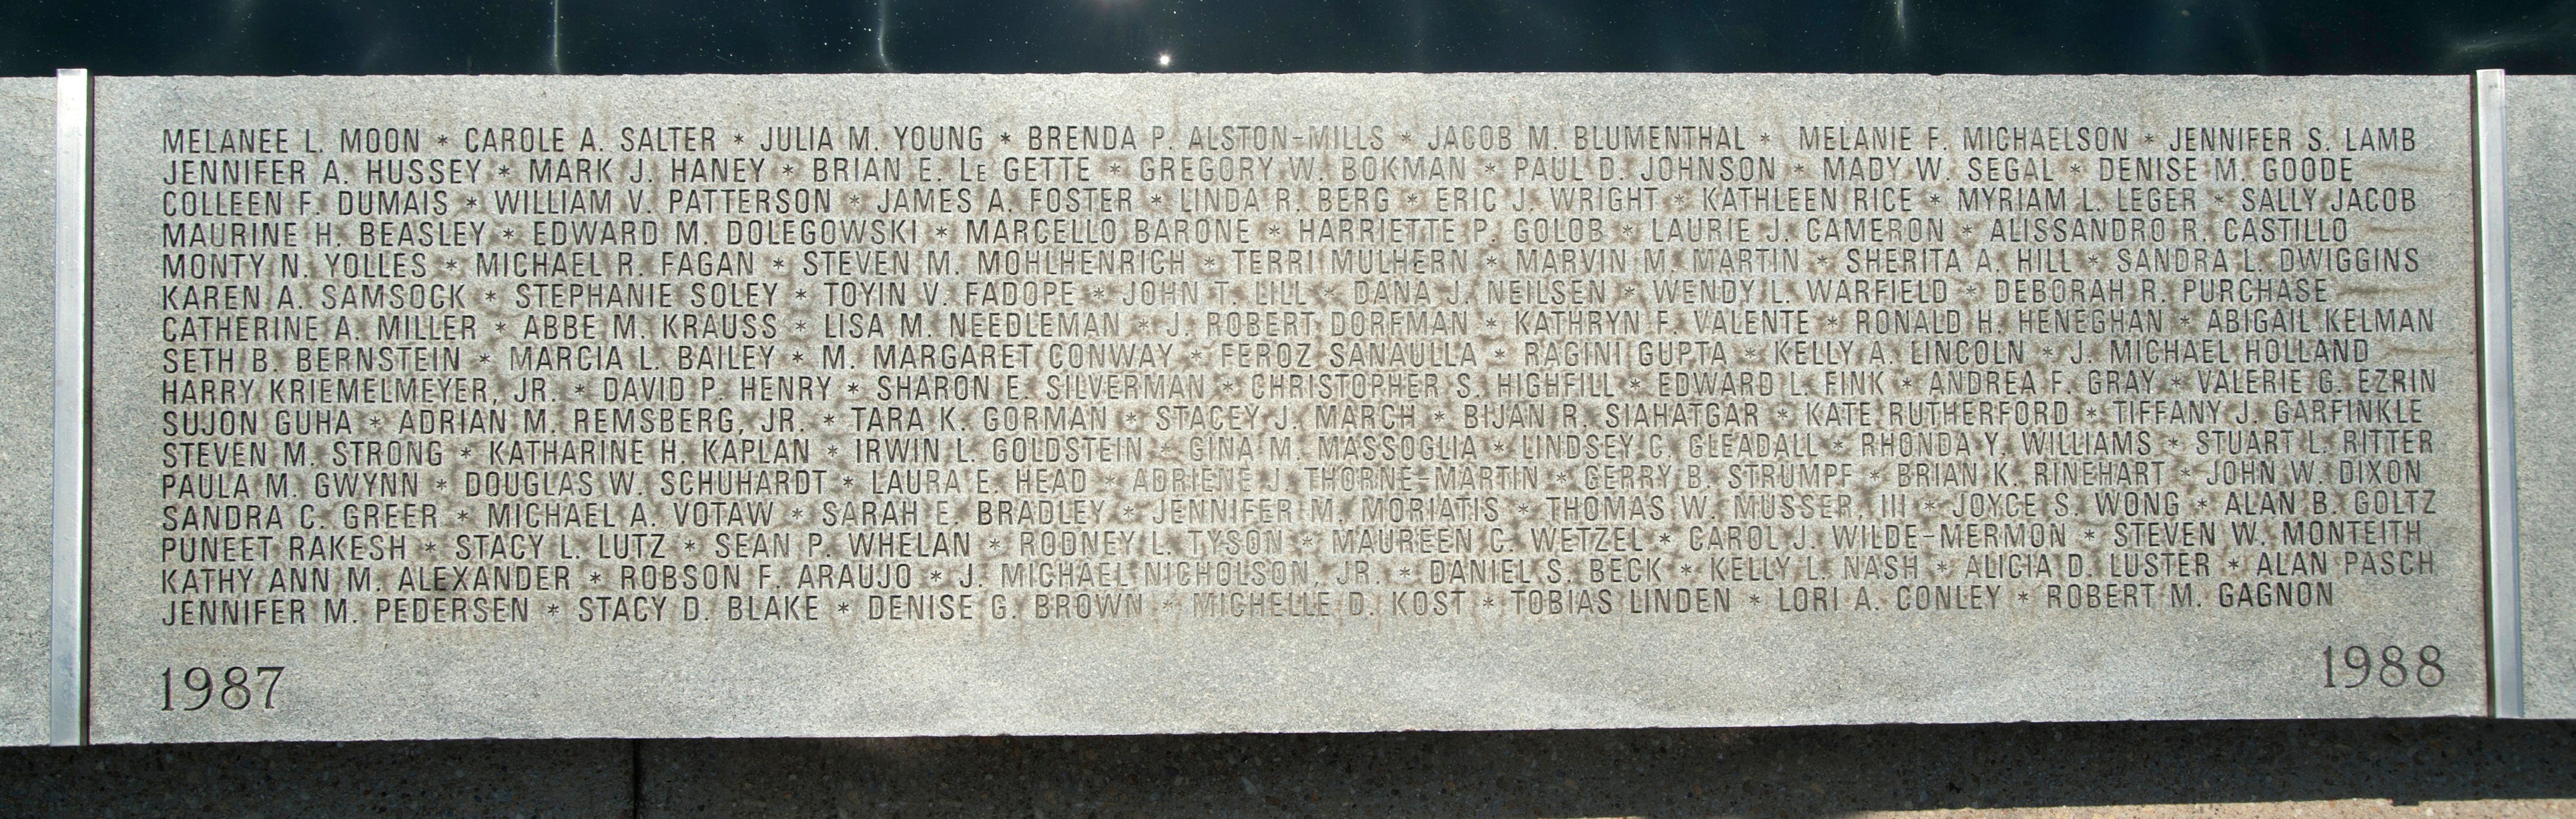 MELANEE L. MOON * CAROLE A. SALTER * JULIA M. YOUNG * BRENDA P. ALSTON-MILLS * JACOB M. BLUMENTHAL * MELANIE F. MICHAELSON * JENNIFER S. LAMB
JENNIFER A. HUSSEY * MARK J. HANEY * BRIAN E. LE GETTE * GREGORY W. BOKMAN * PAUL D. JOHNSON * MADY W. SEGAL * DENISE M. GOODE
COLLEEN F. DUMAIS * WILLIAM V. PATTERSON * JAMES A. FOSTER * LINDA R. BERG * ERIC J. WRIGHT * KATHLEEN RICE * MYRIAM L. LEGER * SALLY JACOB
MAURINE H. BEASLEY * EDWARD M. DOLEGOWSKI * MARCELLO BARONE * HARRIETTE P. GOLOB * LAURIE J. CAMERON * ALISSANDRO R. CASTILLO
MONTY N. YOLLES * MICHAEL R. FAGAN * STEVEN M. MOHLHENRICH * TERRI MULHERN * MARVIN M. MARTIN * SHERITA A. HILL * SANDRA L. DWIGGINS
KAREN A. SAMSOCK * STEPHANIE SOLEY * TOYIN V. FADOPE * JOHN T. LILL * DANA J. NEILSEN * WENDY L. WARFIELD * DEBORAH R. PURCHASE
CATHERINE A. MILLER * ABBE M. KRAUSS * LISA M. NEEDLEMAN * J. ROBERT DORFMAN * KATHRYN F. VALENTE * RONALD H. HENEGHAN * ABIGAIL KELMAN
SETH B. BERNSTEIN * MARCIA L. BAILEY * M. MARGARET CONWAY * FEROZ SANAULLA * RAGINI GUPTA * KELLY A. LINCOLN * J. MICHAEL HOLLAND
HARRY KRIEMELMEYER, JR. * DAVID P. HENRY * SHARON E. SILVERMAN * CHRISTOPHER S. HIGHFILL * EDWARD L. FINK * ANDREA F. GRAY * VALERIE G. EZRIN
SUJON GUHA * ADRIAN M. REMSBERG, JR. * TARA K. GORMAN * STACEY J. MARCH * BIJAN R. SIAHATGAR * KATE RUTHERFORD * TIFFANY J. GARFINKLE
STEVEN M. STRONG * KATHARINE H. KAPLAN * IRWIN L. GOLDSTEIN * GINA M. MASSOGLIA * LINDSEY C. GLEADALL * RHONDA Y. WILLIAMS * STUART L. RITTER
PAULA M. GWYNN * DOUGLAS W. SCHUHARDT * LAURA E. HEAD * ADRIENE J. THORNE-MARTIN * GERRY B. STRUMPF * BRIAN K. RINEHART * JOHN W. DIXON
SANDRA C. GREER * MICHAEL A. VOTAW * SARAH E. BRADLEY * JENNIFER M. MORIATIS * THOMAS W. MUSSER, III * JOYCE S. WONG * ALAN B. GOLTZ
PUNEET RAKESH * STACY L. LUTZ * SEAN P. WHELAN * RODNEY L. TYSON * MAUREEN C. WETZEL * CAROL J. WILDE-MERMON * STEVEN W. MONTEITH
KATHY ANN M. ALEXANDER * ROBSON F. ARAUJO * J. MICHAEL NICHOLSON, JR. * DANIEL S. BECK * KELLY L. NASH * ALICIA D. LUSTER * ALAN PASCH
JENNIFER M. PEDERSEN * STACY D. BLAKE * DENISE G. BROWN * MICHELLE D. KOST * TOBIAS LINDEN * LORI A. CONLEY * ROBERT M. GAGNON
1987 1988